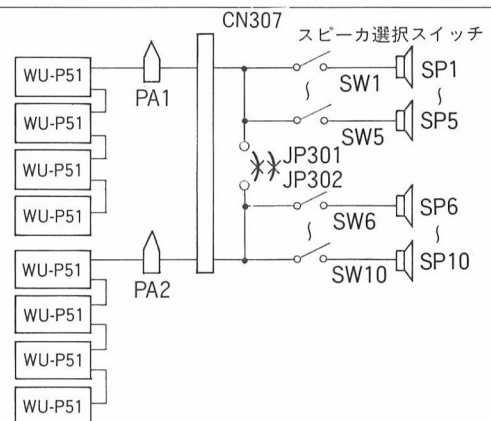 CN307
スピーカ選択スイッチ
WU-P51
WU-P51
WU-P51
WU-P51
PA1
SW1
SP1
~
~
SW5
SP5
JP301
JP302
SW6
SP6
~
~
SW10
SP10
WU-P51
WU-P51
WU-P51
WU-P51
PA2